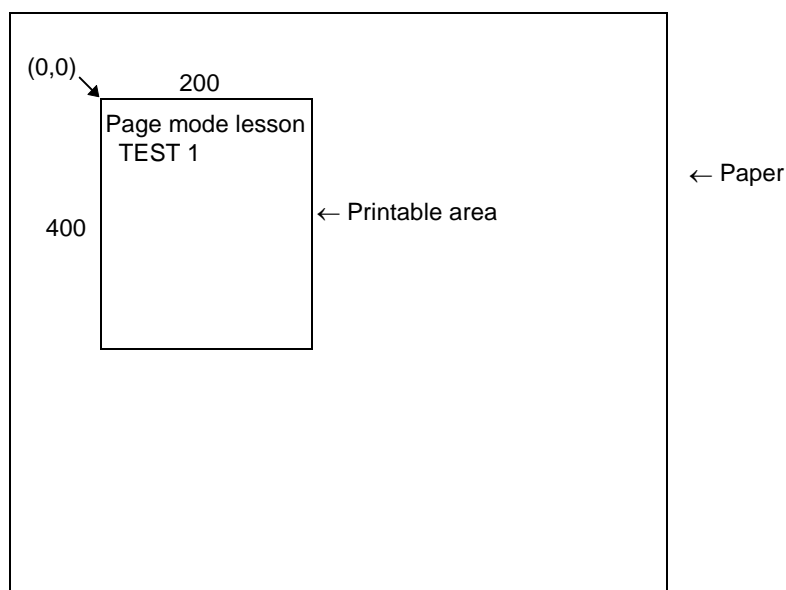 (0,0)
200
Page mode lesson
TEST 1
← Paper
← Printable area
400